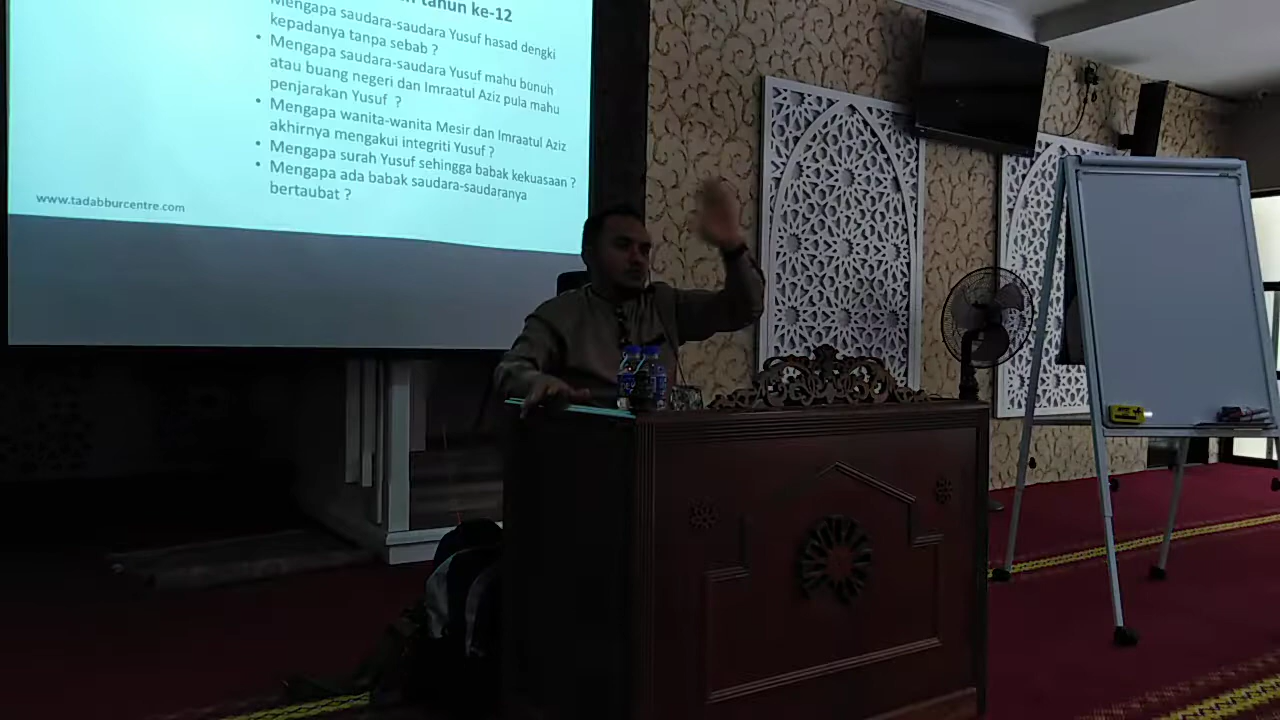 tahun ke-12
Mengapa saudara-saudara Yusuf hasad dengki
kepadanya tanpa sebab ?
• Mengapa saudara-saudara Yusuf mahu bunuh
atau buang negeri dan Imraatul Aziz pula mahu
penjarakan Yusuf ?
• Mengapa wanita-wanita Mesir dan Imraatul Aziz
akhirnya mengakui integriti Yusuf ?
• Mengapa surah Yusuf sehingga babak kekuasaan ?
• Mengapa ada babak saudara-saudaranya
bertaubat ?
www.tadabburcentre.com